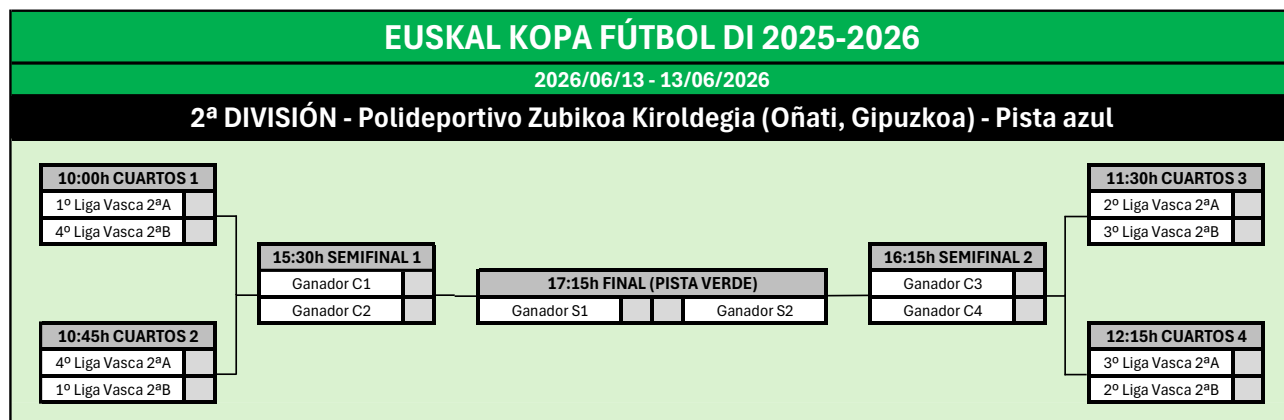 EUSKAL KOPA FÚTBOL DI 2025-2026
2026/06/13 - 13/06/2026
2ª DIVISIÓN - Polideportivo Zubikoa Kiroldegia (Oñati, Gipuzkoa) - Pista azul
10:00h CUARTOS 1
1º Liga Vasca 2ªA
4º Liga Vasca 2ªB
10:45h CUARTOS 2
4º Liga Vasca 2ªA
1º Liga Vasca 2ªB
15:30h SEMIFINAL 1
Ganador C1
Ganador C2
17:15h FINAL (PISTA VERDE)
Ganador S1 Ganador S2
16:15h SEMIFINAL 2
Ganador C3
Ganador C4
11:30h CUARTOS 3
2º Liga Vasca 2ªA
3º Liga Vasca 2ªB
12:15h CUARTOS 4
3º Liga Vasca 2ªA
2º Liga Vasca 2ªB